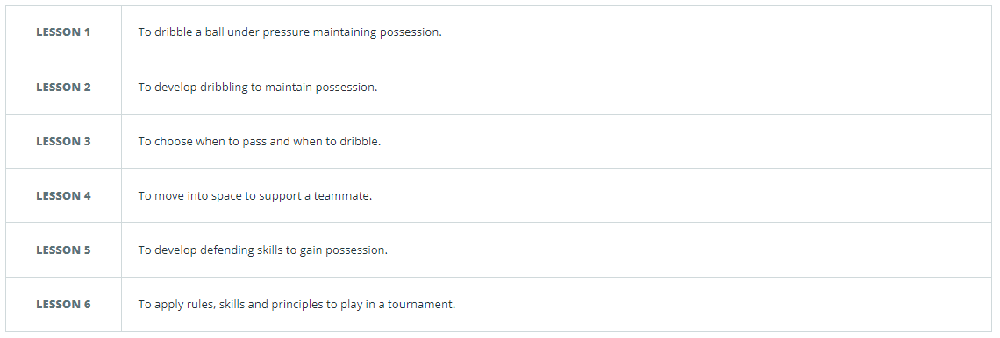 LESSON 1 To dribble a ball under pressure maintaining possession.
LESSON 2 To develop dribbling to maintain possession.
LESSON 3 To choose when to pass and when to dribble.
LESSON 4 To move into space to support a teammate.
LESSON 5 To develop defending skills to gain possession.
LESSON 6 To apply rules, skills and principles to play in a tournament.